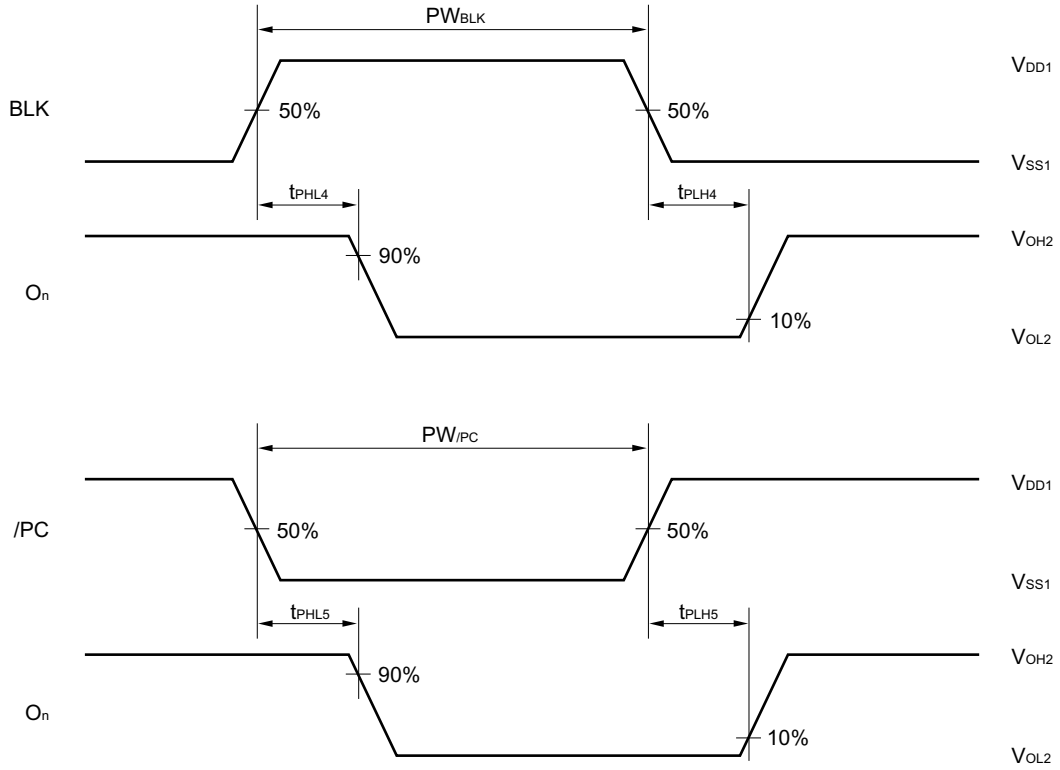 PWBLK
VDD1
BLK
50%
50%
VSS1
tPHL4
tPLH4
VOH2
90%
On
10%
VOL2
PW/PC
VDD1
/PC
50%
50%
VSS1
tPHL5
tPLH5
VOH2
90%
On
10%
VOL2